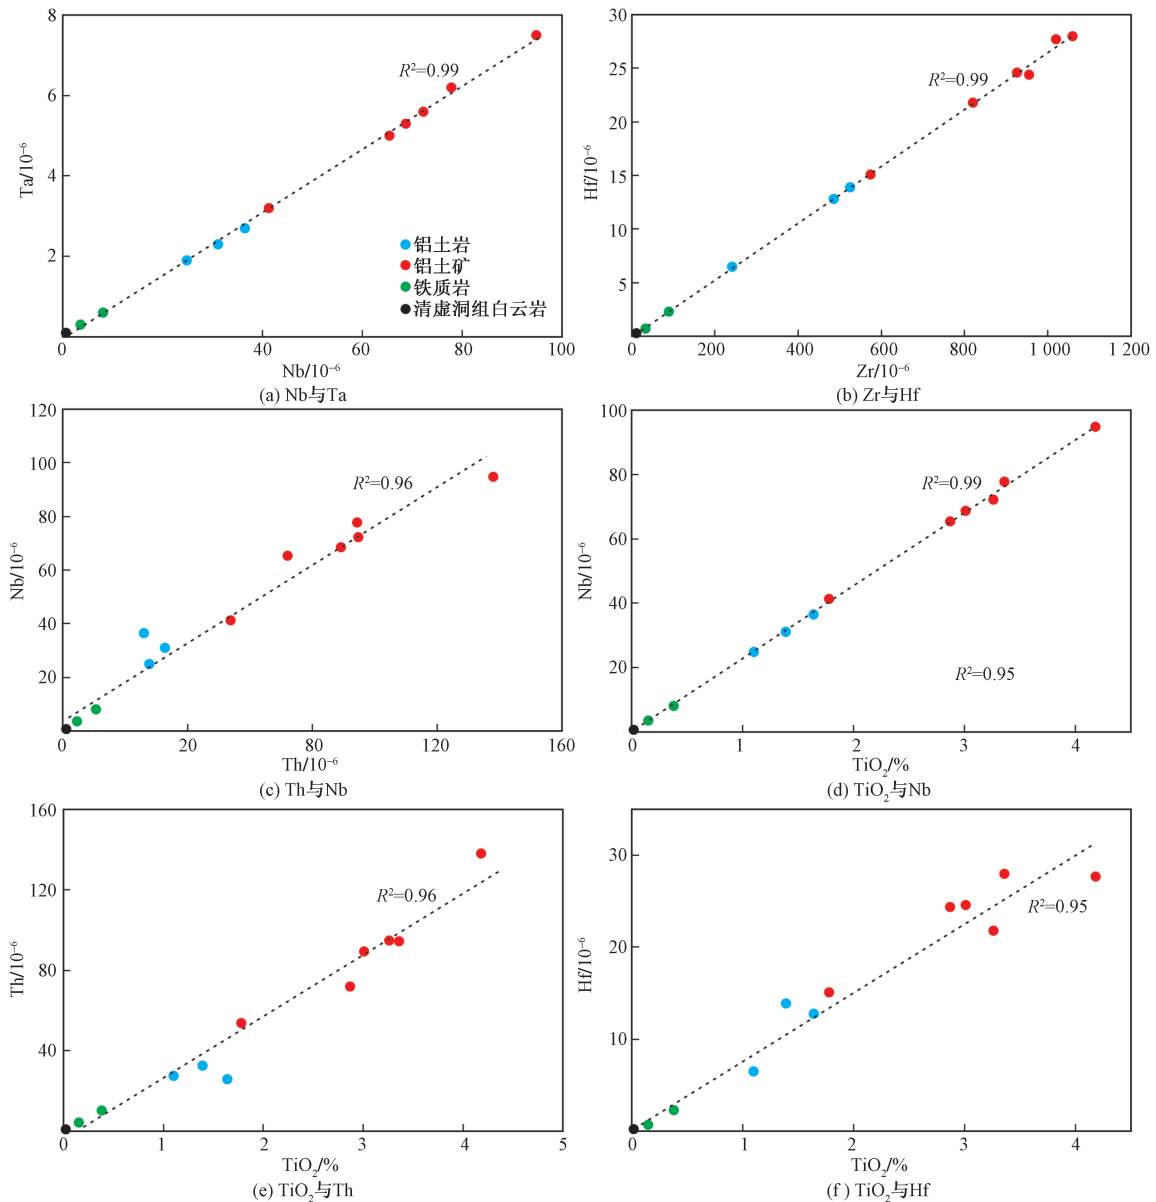 8
6
4
2
0
40
60
80
100
Ta/10⁻⁶
R²=0.99
铝土岩
铝土矿
铁质岩
清虚洞组白云岩
Nb/10⁻⁶
(a) Nb与Ta
30
25
20
15
10
5
0
200
400
600
800
1 000
1 200
Hf/10⁻⁶
R²=0.99
Zr/10⁻⁶
(b) Zr与Hf
120
100
80
60
40
20
0
20
80
120
160
Nb/10⁻⁶
R²=0.96
Th/10⁻⁶
(c) Th与Nb
100
80
60
40
20
0
1
2
3
4
Nb/10⁻⁶
R²=0.99
R²=0.95
TiO₂/%
(d) TiO₂与Nb
160
120
80
40
0
1
2
3
4
5
Th/10⁻⁶
R²=0.96
TiO₂/%
(e) TiO₂与Th
30
20
10
0
1
2
3
4
Hf/10⁻⁶
R²=0.95
TiO₂/%
(f) TiO₂与Hf